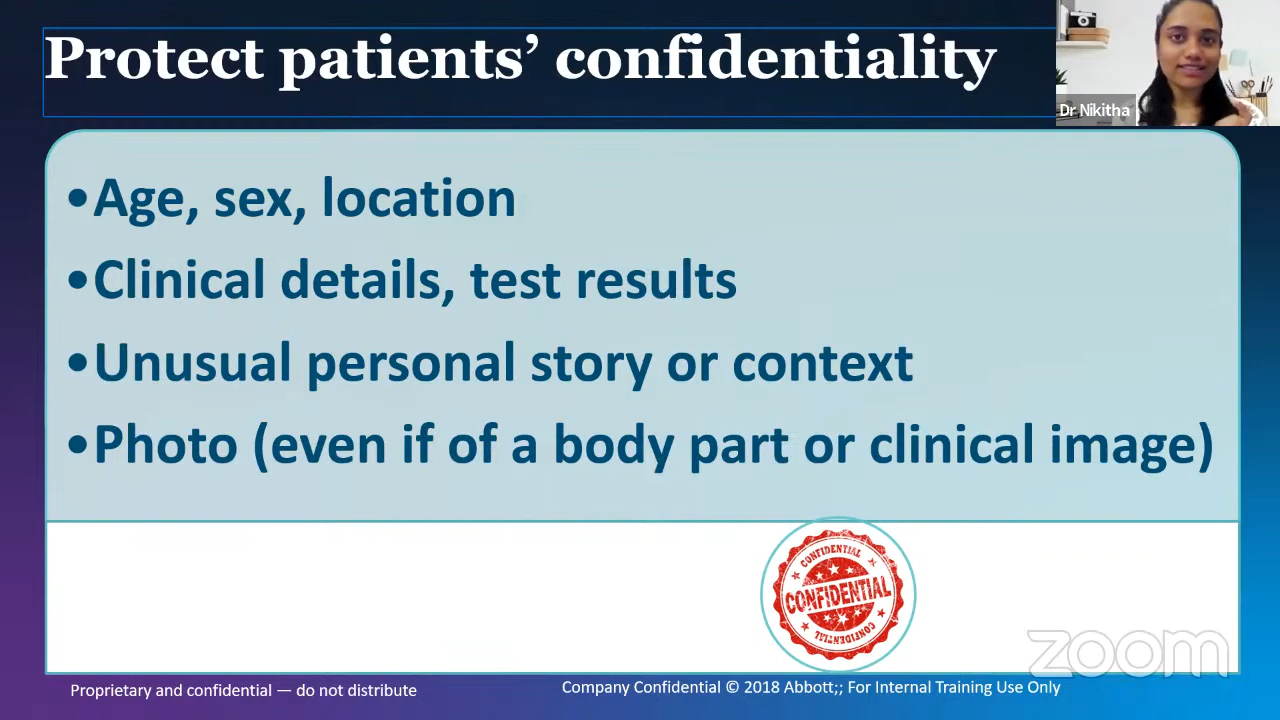 Protect patients’ confidentiality
Dr Nikitha
•Age, sex, location
•Clinical details, test results
•Unusual personal story or context
•Photo (even if of a body part or clinical image)
CONFIDENTIAL
CONFIDENTIAL
CONFIDENTIAL
zoom
Proprietary and confidential — do not distribute
Company Confidential © 2018 Abbott;; For Internal Training Use Only